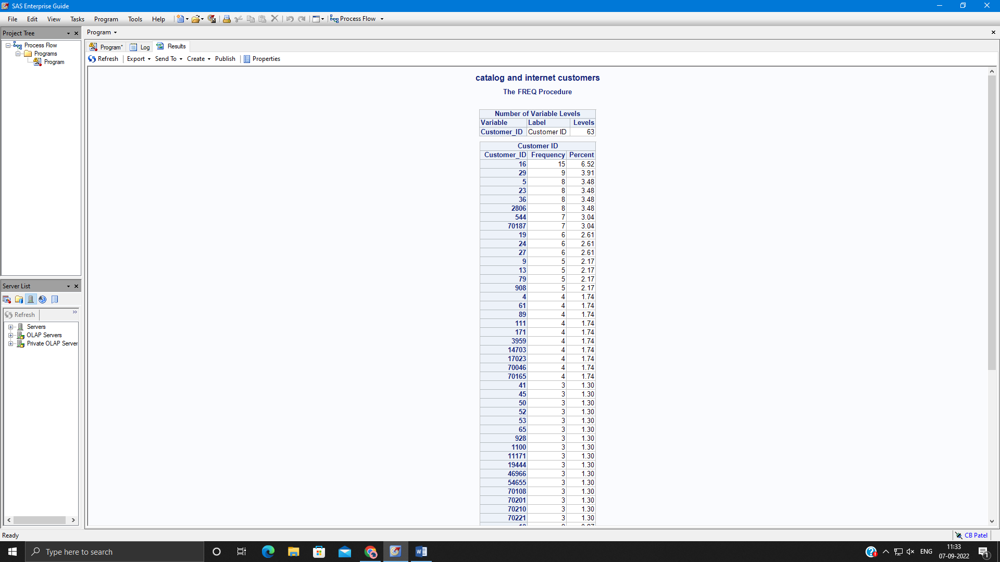 SAS Enterprise Guide
File Edit View Tasks Program Tools Help Process Flow
Project Tree
Process Flow
Programs
Program
Program
Program* Log Results
Refresh Export Send To Create Publish Properties
catalog and internet customers
The FREQ Procedure
Number of Variable Levels
Variable Label Levels
Customer_ID Customer ID 63
Customer ID
Customer_ID Frequency Percent
16 15 6.52
29 9 3.91
5 8 3.48
23 8 3.48
36 8 3.48
2806 8 3.48
544 7 3.04
70187 7 3.04
19 6 2.61
24 6 2.61
27 6 2.61
9 5 2.17
13 5 2.17
79 5 2.17
908 5 2.17
4 4 1.74
61 4 1.74
89 4 1.74
111 4 1.74
171 4 1.74
3959 4 1.74
14703 4 1.74
17023 4 1.74
70046 4 1.74
70165 4 1.74
41 3 1.30
45 3 1.30
50 3 1.30
52 3 1.30
53 3 1.30
65 3 1.30
928 3 1.30
1100 3 1.30
11171 3 1.30
19444 3 1.30
46966 3 1.30
54655 3 1.30
70108 3 1.30
70201 3 1.30
70210 3 1.30
70221 3 1.30
Server List
Refresh
Servers
OLAP Servers
Private OLAP Server
Ready
CB Patel
Type here to search
ENG
11:33
07-09-2022
1